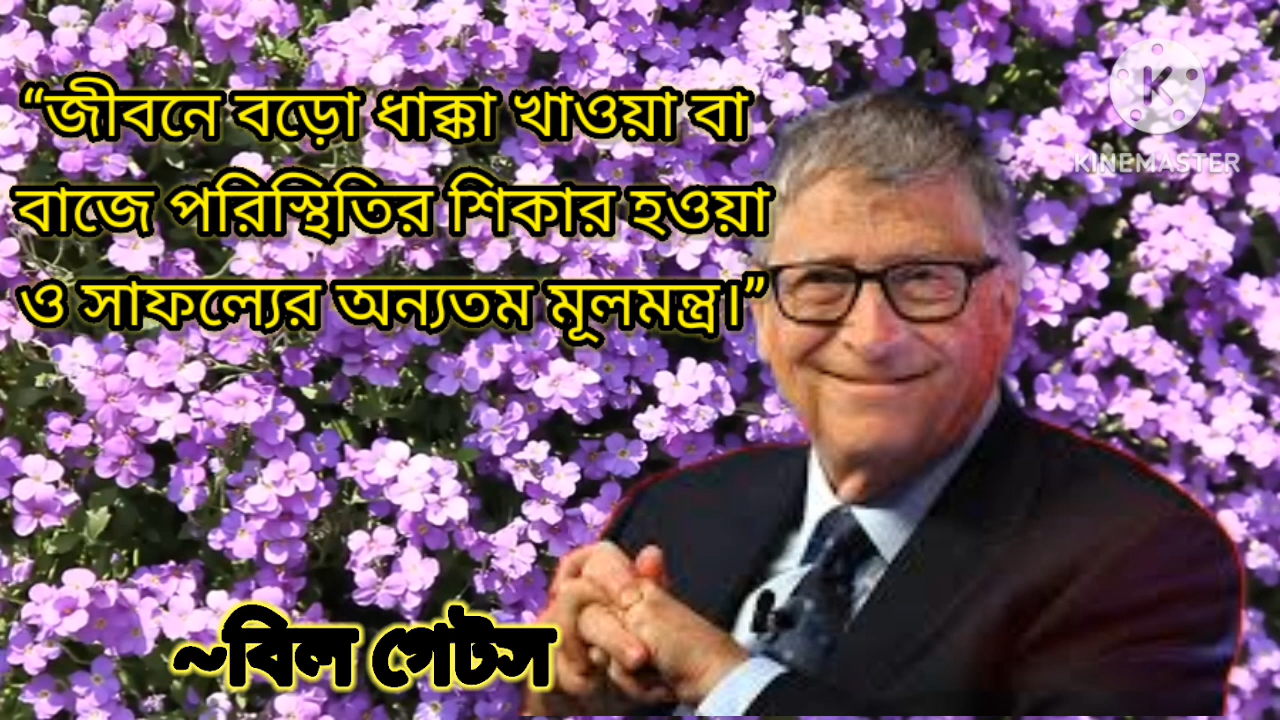 “জীবনে বড়ো ধাক্কা খাওয়া বা
বাজে পরিস্থিতির শিকার হওয়া
ও সাফল্যের অন্যতম মূলমন্ত্র।”
~বিল গেটস
K
KINEMASTER